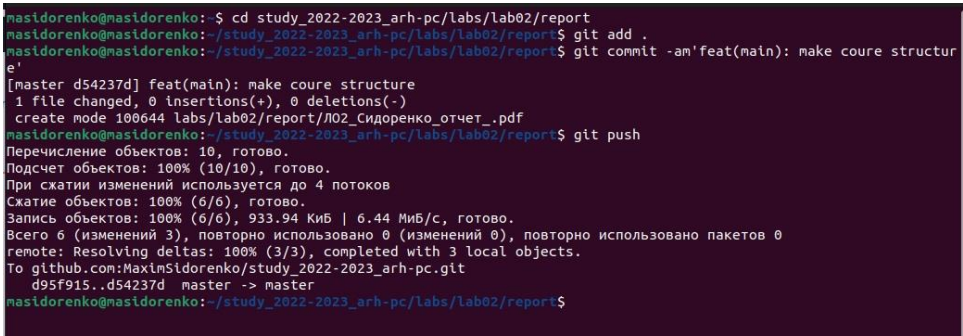 masidorenko@masidorenko:~$ cd study_2022-2023_arh-pc/labs/lab02/report
masidorenko@masidorenko:~/study_2022-2023_arh-pc/labs/lab02/report$ git add .
masidorenko@masidorenko:~/study_2022-2023_arh-pc/labs/lab02/report$ git commit -am'feat(main): make coure structur
e'
[master d54237d] feat(main): make coure structure
 1 file changed, 0 insertions(+), 0 deletions(-)
 create mode 100644 labs/lab02/report/ЛО2_Сидоренко_отчет_.pdf
masidorenko@masidorenko:~/study_2022-2023_arh-pc/labs/lab02/report$ git push
Перечисление объектов: 10, готово.
Подсчет объектов: 100% (10/10), готово.
При сжатии изменений используется до 4 потоков
Сжатие объектов: 100% (6/6), готово.
Запись объектов: 100% (6/6), 933.94 КиБ | 6.44 МиБ/с, готово.
Всего 6 (изменений 3), повторно использовано 0 (изменений 0), повторно использовано пакетов 0
remote: Resolving deltas: 100% (3/3), completed with 3 local objects.
To github.com:MaximSidorenko/study_2022-2023_arh-pc.git
   d95f915..d54237d  master -> master
masidorenko@masidorenko:~/study_2022-2023_arh-pc/labs/lab02/report$